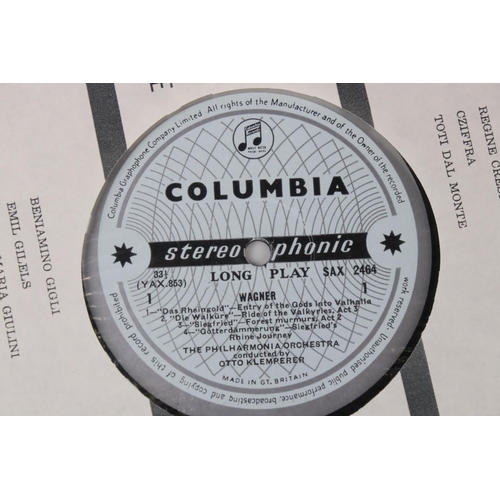 Columbia Graphophone Company Limited. All rights of the Manufacturer and of the Owner of the recorded
work reserved. Unauthorised public performance, broadcasting and copying of this record prohibited
COLUMBIA
stereophonic
33⅓ LONG PLAY SAX 2464
(YAX.853)
1 WAGNER 1
1—"Das Rheingold"—Entry of the Gods into Valhalla
2 "Die Walküre"—Ride of the Valkyries, Act 3
3—"Siegfried"—Forest murmurs, Act 2
4—"Götterdämmerung"—Siegfried's
Rhine Journey
THE PHILHARMONIA ORCHESTRA
conducted by
OTTO KLEMPERER
MADE IN GT. BRITAIN
BENIAMINO GIGLI
EMIL GILELS
MARIA GIULINI
REGINE
CZIFFRA
TOTI DAL MONTE